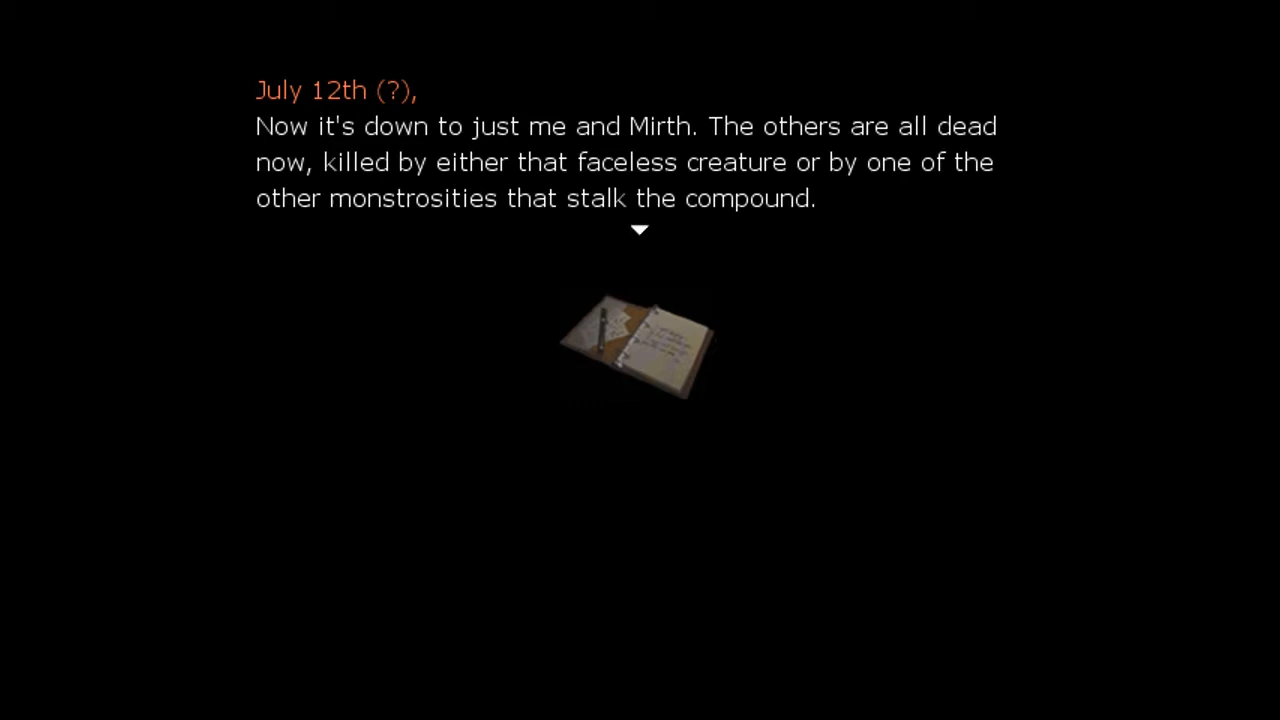 July 12th (?),
Now it's down to just me and Mirth. The others are all dead
now, killed by either that faceless creature or by one of the
other monstrosities that stalk the compound.